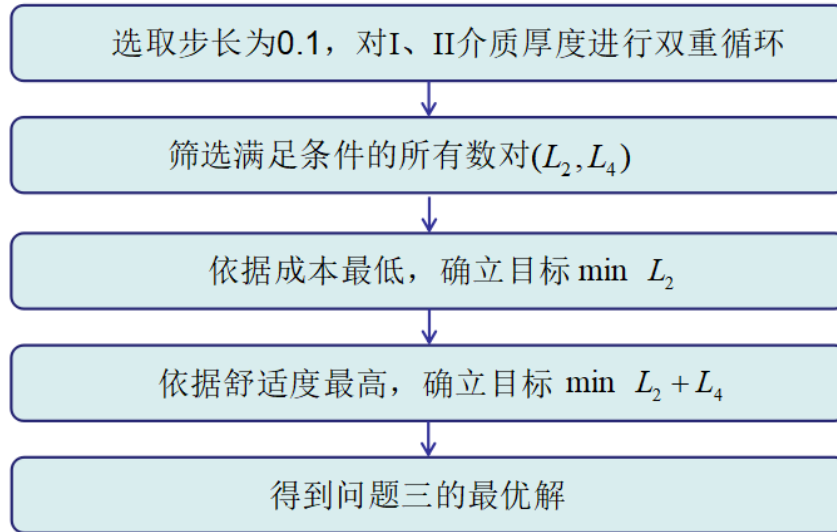 选取步长为0.1，对I、II介质厚度进行双重循环
筛选满足条件的所有数对(L₂,L₄)
依据成本最低，确立目标 min L₂
依据舒适度最高，确立目标 min L₂+L₄
得到问题三的最优解